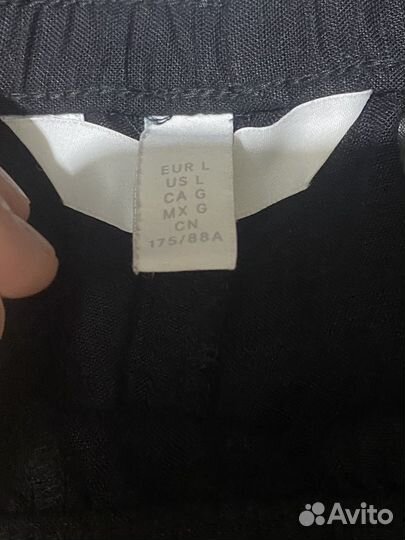 EUR L
US L
CA G
MX G
CN
175/88A
Avito